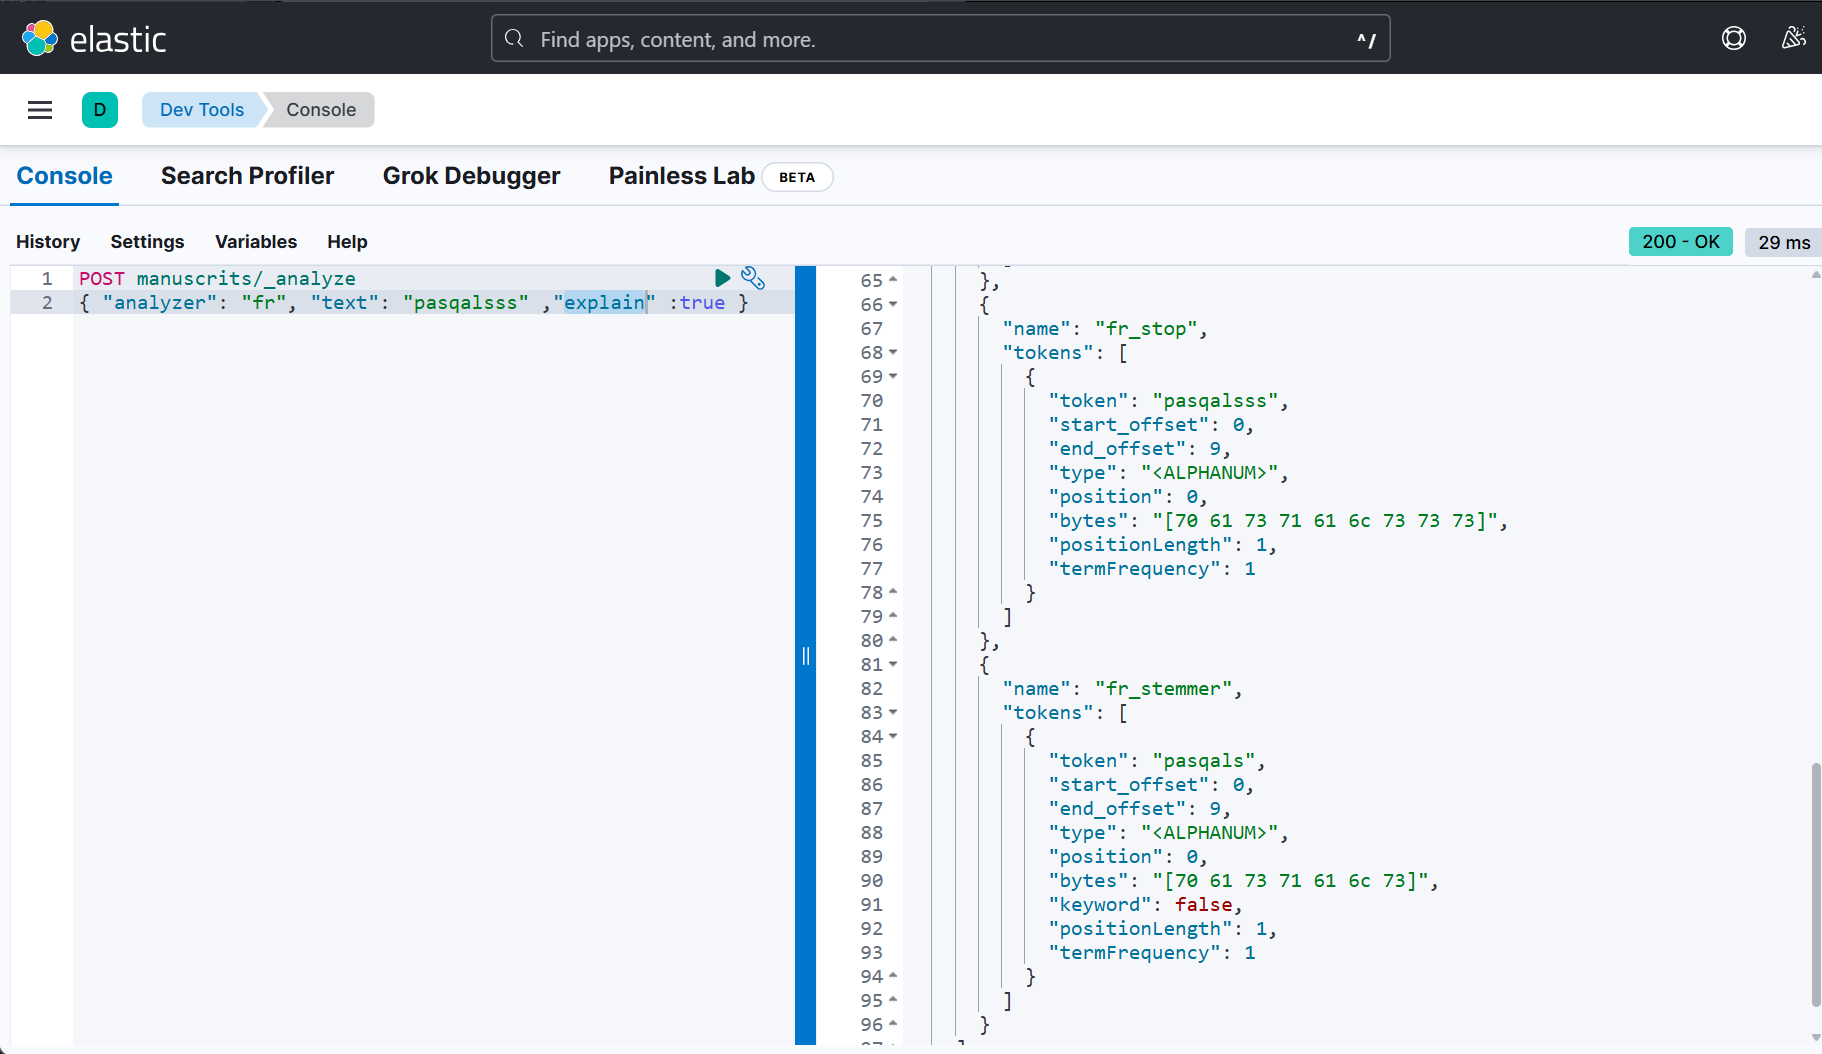 elastic
Find apps, content, and more.
^/
D
Dev Tools
Console
Console
Search Profiler
Grok Debugger
Painless Lab
BETA
History
Settings
Variables
Help
200 - OK
29 ms
1 POST manuscrits/_analyze
2 { "analyzer": "fr", "text": "pasqalsss" ,"explain" :true }
65 },
66 {
67 "name": "fr_stop",
68 "tokens": [
69 {
70 "token": "pasqalsss",
71 "start_offset": 0,
72 "end_offset": 9,
73 "type": "<ALPHANUM>",
74 "position": 0,
75 "bytes": "[70 61 73 71 61 6c 73 73 73]",
76 "positionLength": 1,
77 "termFrequency": 1
78 }
79 ]
80 },
81 {
82 "name": "fr_stemmer",
83 "tokens": [
84 {
85 "token": "pasqals",
86 "start_offset": 0,
87 "end_offset": 9,
88 "type": "<ALPHANUM>",
89 "position": 0,
90 "bytes": "[70 61 73 71 61 6c 73]",
91 "keyword": false,
92 "positionLength": 1,
93 "termFrequency": 1
94 }
95 ]
96 }